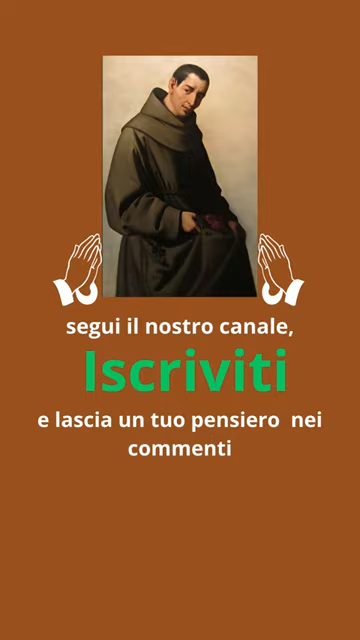 segui il nostro canale,
Iscriviti
e lascia un tuo pensiero  nei
commenti